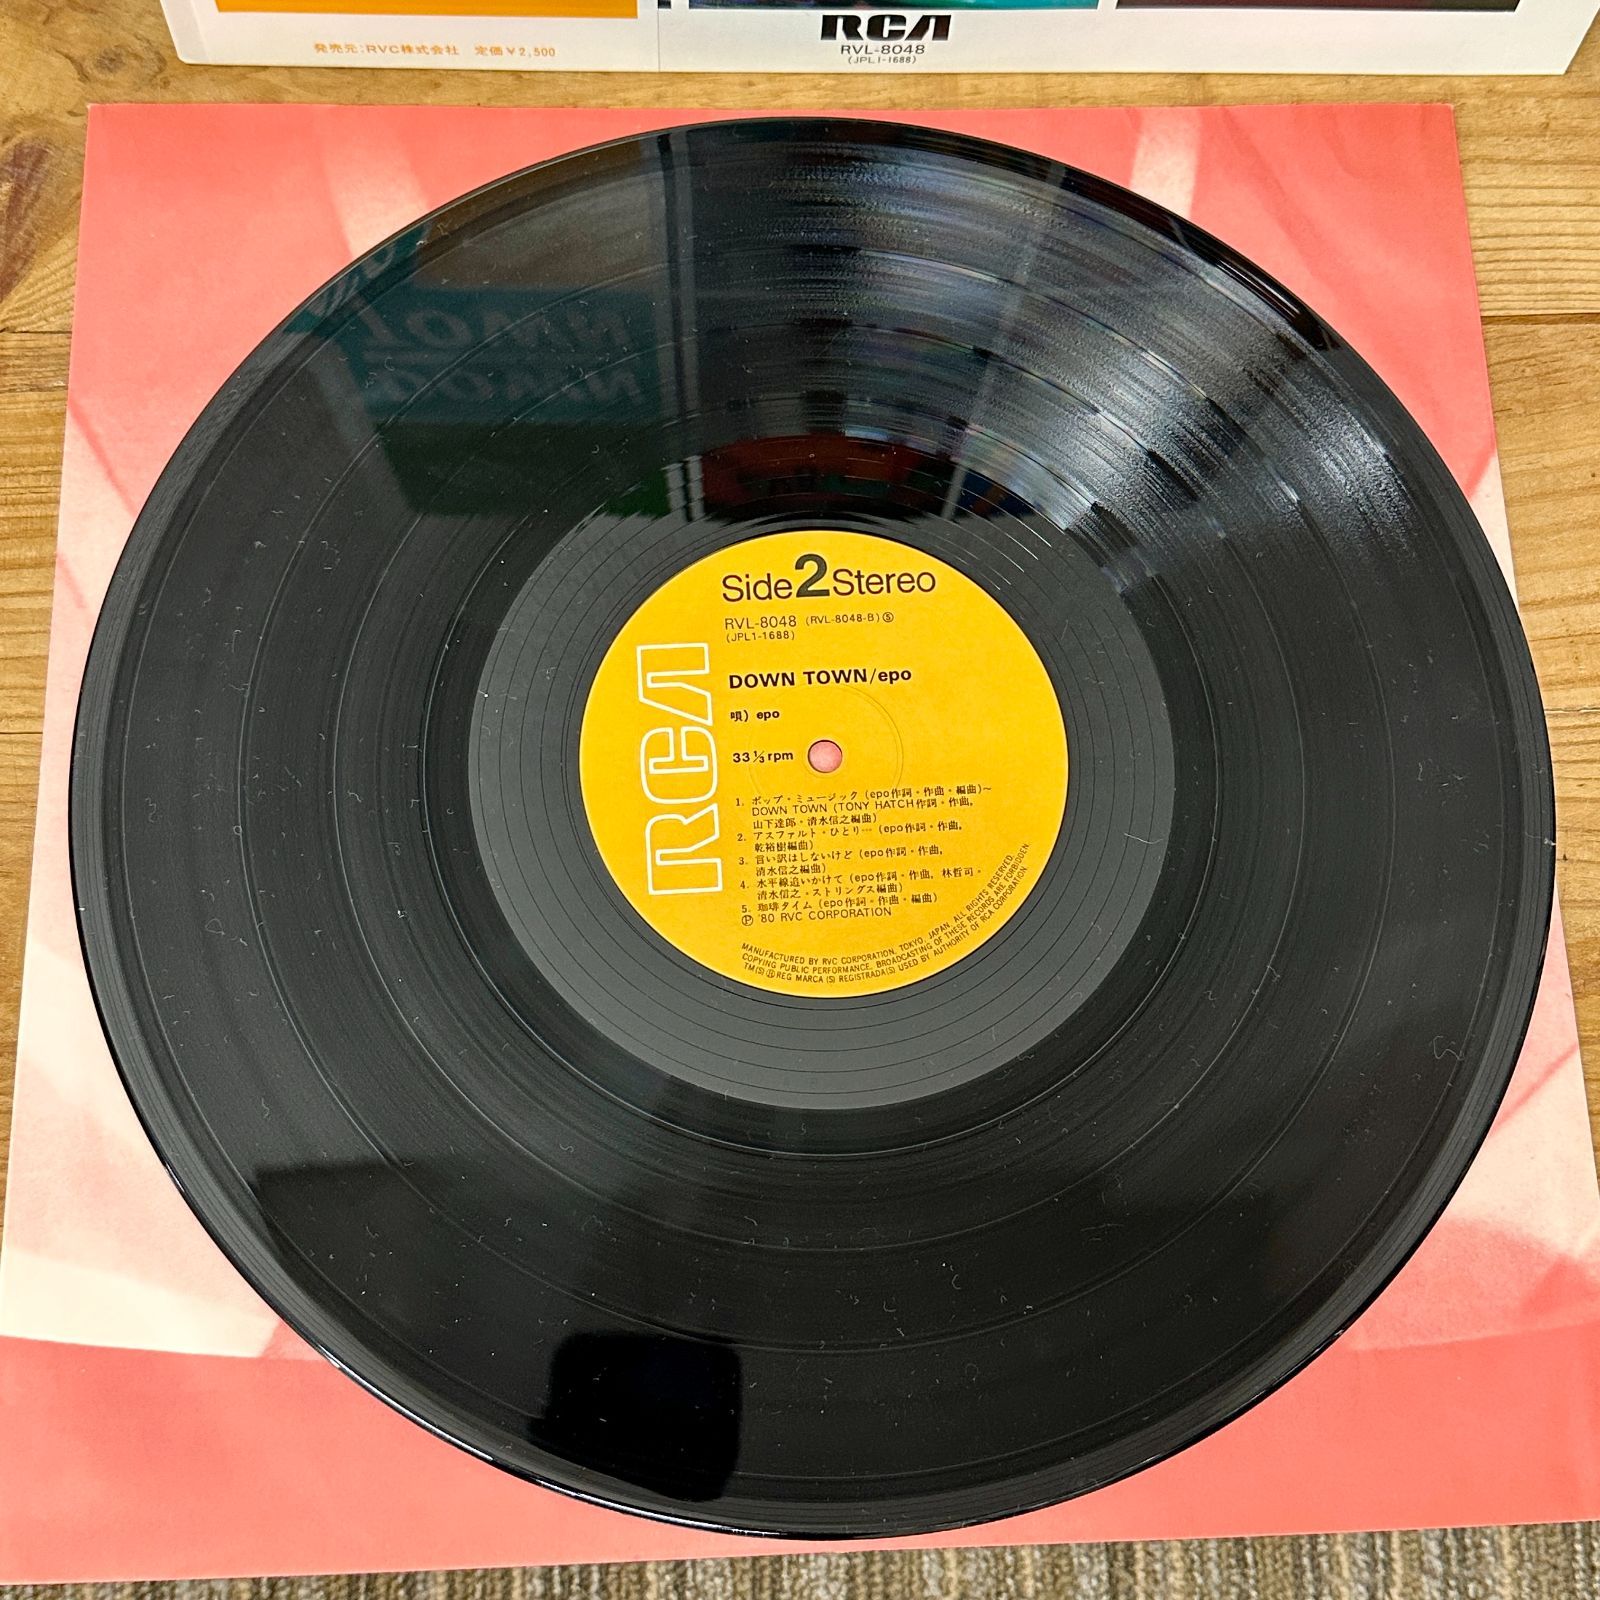 発売元:RVC株式会社 定価¥2,500
RCA
RVL-8048
(JPL1-1688)
TOWN
DOWN
Side 2 Stereo
RVL-8048 (RVL-8048-B) Ⓢ
(JPL1-1688)
RCA
DOWN TOWN/epo
唄) epo
33⅓rpm
1. ポップ・ミュージック (epo作詞・作曲・編曲)~
DOWN TOWN (TONY HATCH作詞・作曲,
山下達郎・清水信之編曲)
2. アスファルト・ひとり… (epo作詞・作曲,
乾裕樹編曲)
3. 言い訳はしないけど (epo作詞・作曲,
清水信之編曲)
4. 水平線追いかけて (epo作詞・作曲, 林哲司・
清水信之・ストリングス編曲)
5. 珈琲タイム (epo作詞・作曲・編曲)
Ⓟ '80 RVC CORPORATION
MANUFACTURED BY RVC CORPORATION, TOKYO, JAPAN. ALL RIGHTS RESERVED.
COPYING PUBLIC PERFORMANCE, BROADCASTING OF THESE RECORDS ARE FORBIDDEN.
TM(S) Ⓡ REG MARCA (S) REGISTRADA(S) USED BY AUTHORITY OF RCA CORPORATION